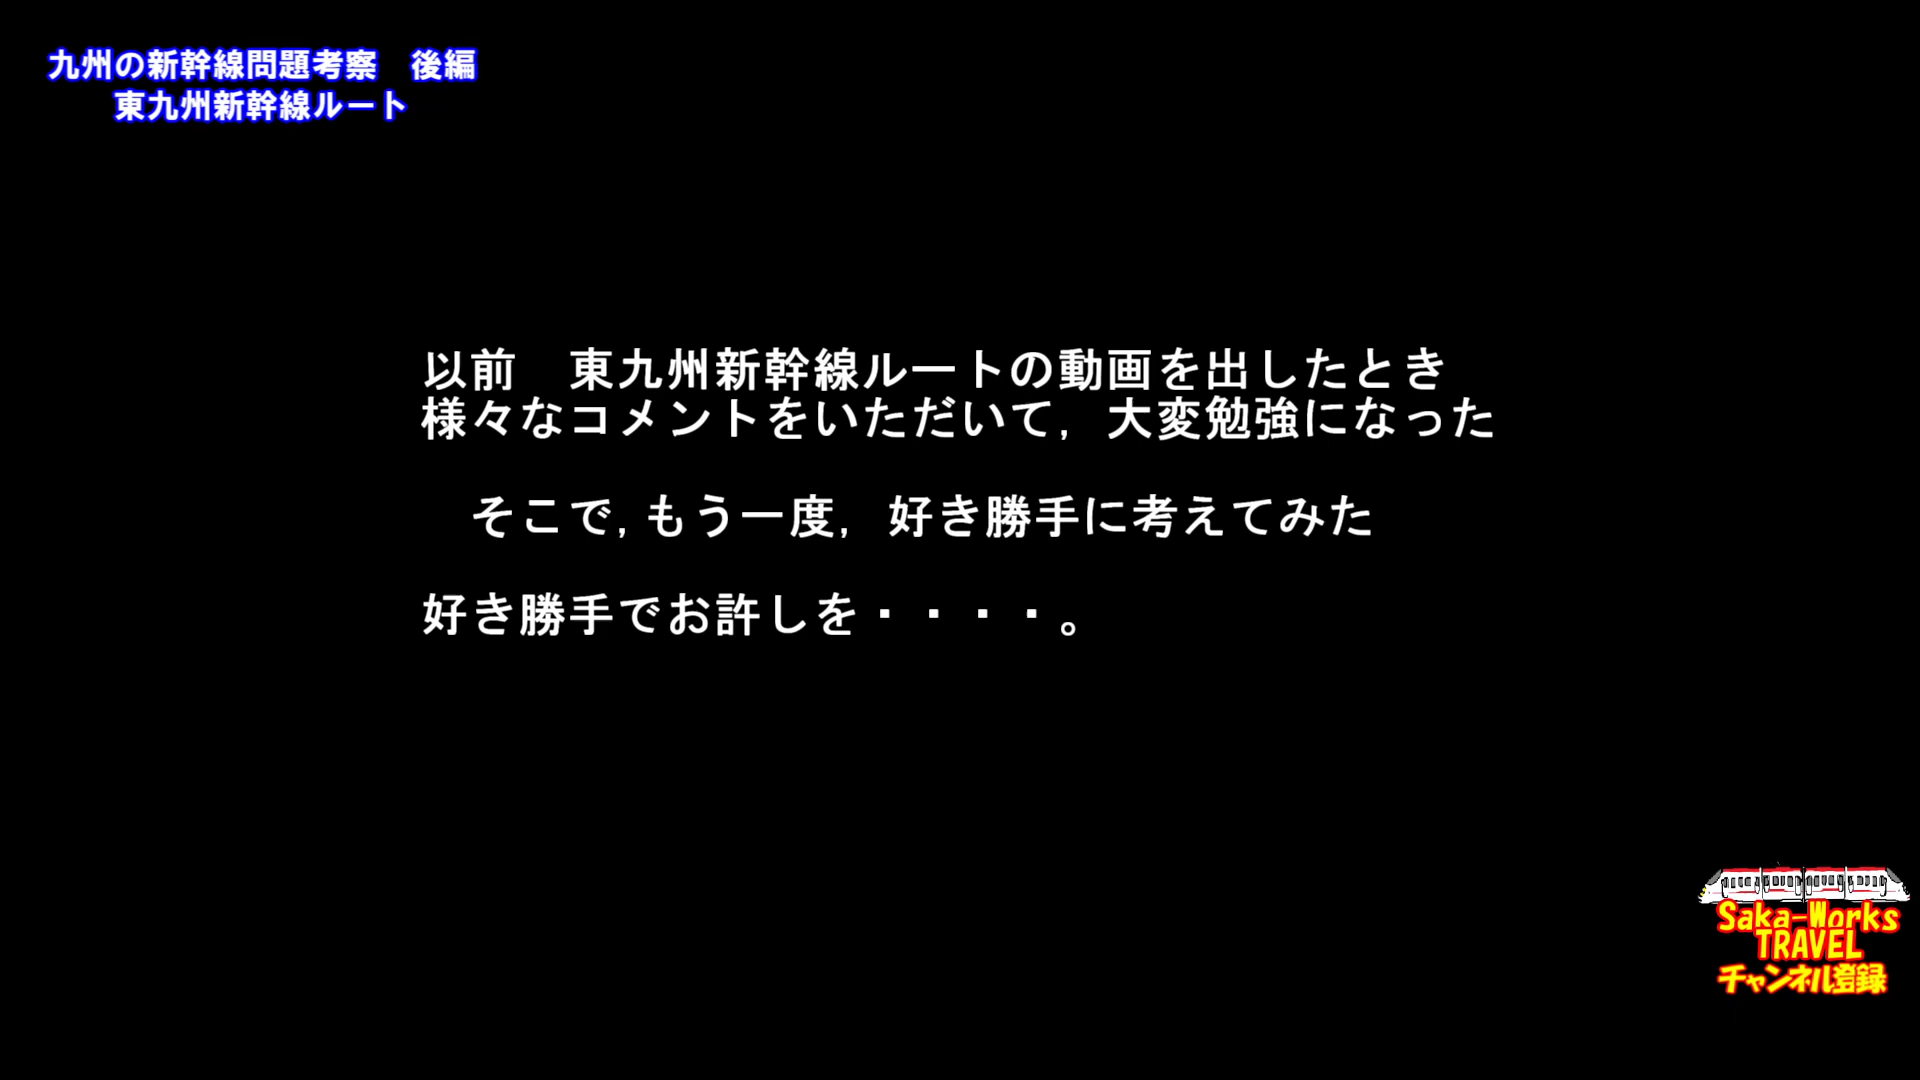 九州の新幹線問題考察　後編
東九州新幹線ルート
以前　東九州新幹線ルートの動画を出したとき
様々なコメントをいただいて，大変勉強になった
そこで,もう一度，好き勝手に考えてみた
好き勝手でお許しを・・・・。
Saka-Works
TRAVEL
チャンネル登録